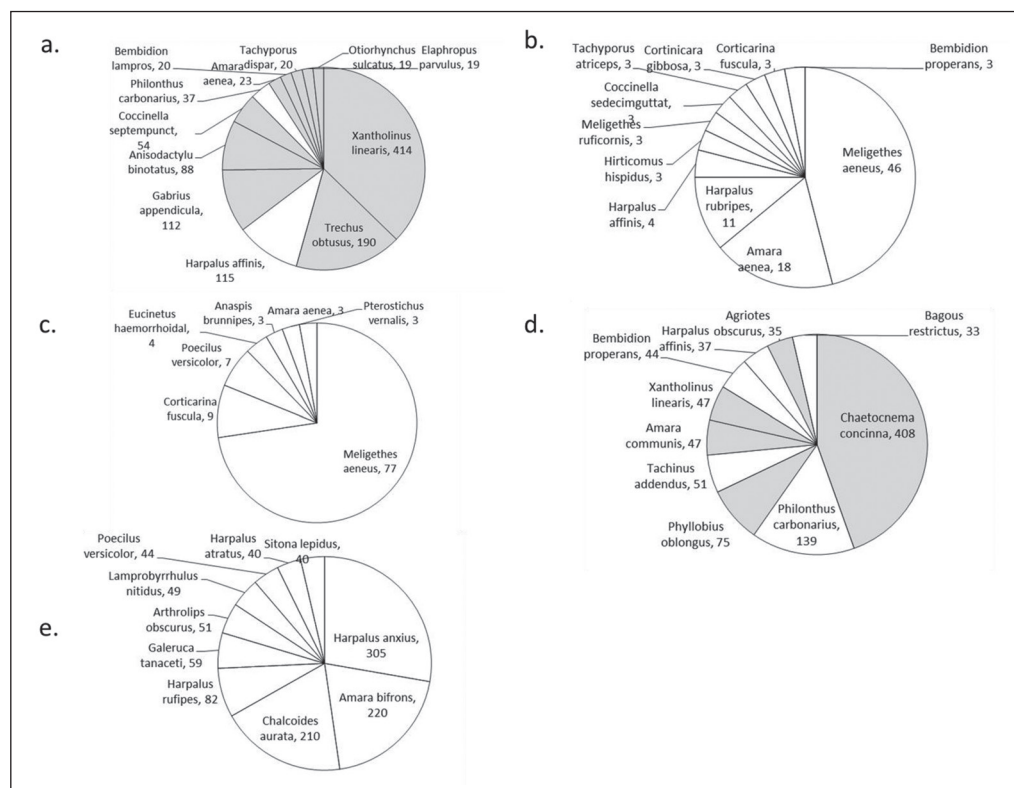 a.
Bembidion
lampros, 20
Tachyporus
dispar, 20
Amara
aenea, 23
Otiorhynchus
sulcatus, 19
Elaphropus
parvulus, 19
Philonthus
carbonarius, 37
Coccinella
septempunct,
54
Anisodactylu
binotatus, 88
Gabrius
appendicula,
112
Harpalus affinis,
115
Trechus
obtusus, 190
Xantholinus
linearis, 414
b.
Tachyporus
atriceps, 3
Cortinicara
gibbosa, 3
Corticarina
fuscula, 3
Bembidion
properans, 3
Coccinella
sedecimguttat,
3
Meligethes
ruficornis, 3
Hirticomus
hispidus, 3
Harpalus
affinis, 4
Harpalus
rubripes,
11
Amara
aenea, 18
Meligethes
aeneus, 46
c.
Eucinetus
haemorrhoidal,
4
Anaspis
brunnipes, 3
Amara aenea, 3
Pterostichus
vernalis, 3
Poecilus
versicolor, 7
Corticarina
fuscula, 9
Meligethes
aeneus, 77
d.
Bembidion
properans, 44
Harpalus
affinis, 37
Agriotes
obscurus, 35
Bagous
restrictus, 33
Xantholinus
linearis, 47
Amara
communis, 47
Tachinus
addendus, 51
Phyllobius
oblongus, 75
Philonthus
carbonarius,
139
Chaetocnema
concinna, 408
e.
Poecilus
versicolor, 44
Harpalus
atratus, 40
Sitona lepidus,
40
Lamprobyrrhulus
nitidus, 49
Arthrolips
obscurus, 51
Galeruca
tanaceti, 59
Harpalus
rufipes, 82
Chalcoides
aurata, 210
Amara bifrons,
220
Harpalus anxius,
305